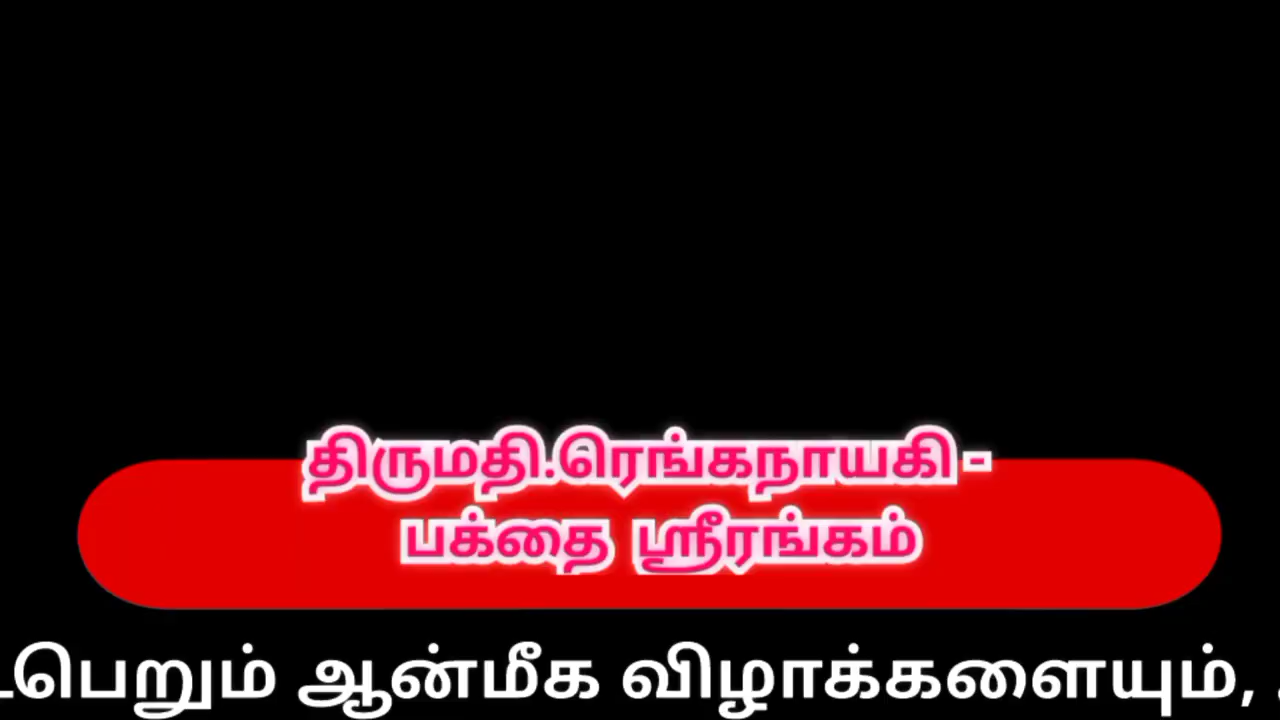 திருமதி.ரெங்கநாயகி -
பக்தை ஸ்ரீரங்கம்
ஆன்மீக விழாக்களையும்,